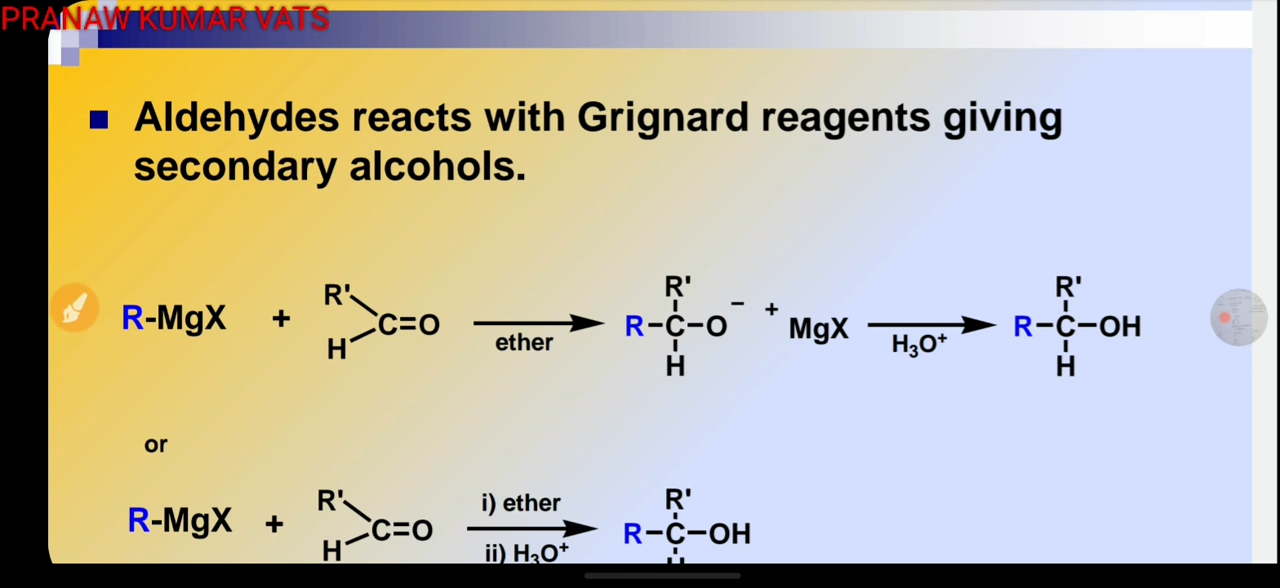 PRANAW KUMAR VATS
Aldehydes reacts with Grignard reagents giving
secondary alcohols.
R-MgX + R' H C=O ether R-C-O⁻ R' H ⁺MgX H₃O⁺ R-C-OH R' H
or
R-MgX + R' H C=O i) ether ii) H₃O⁺ R-C-OH R'